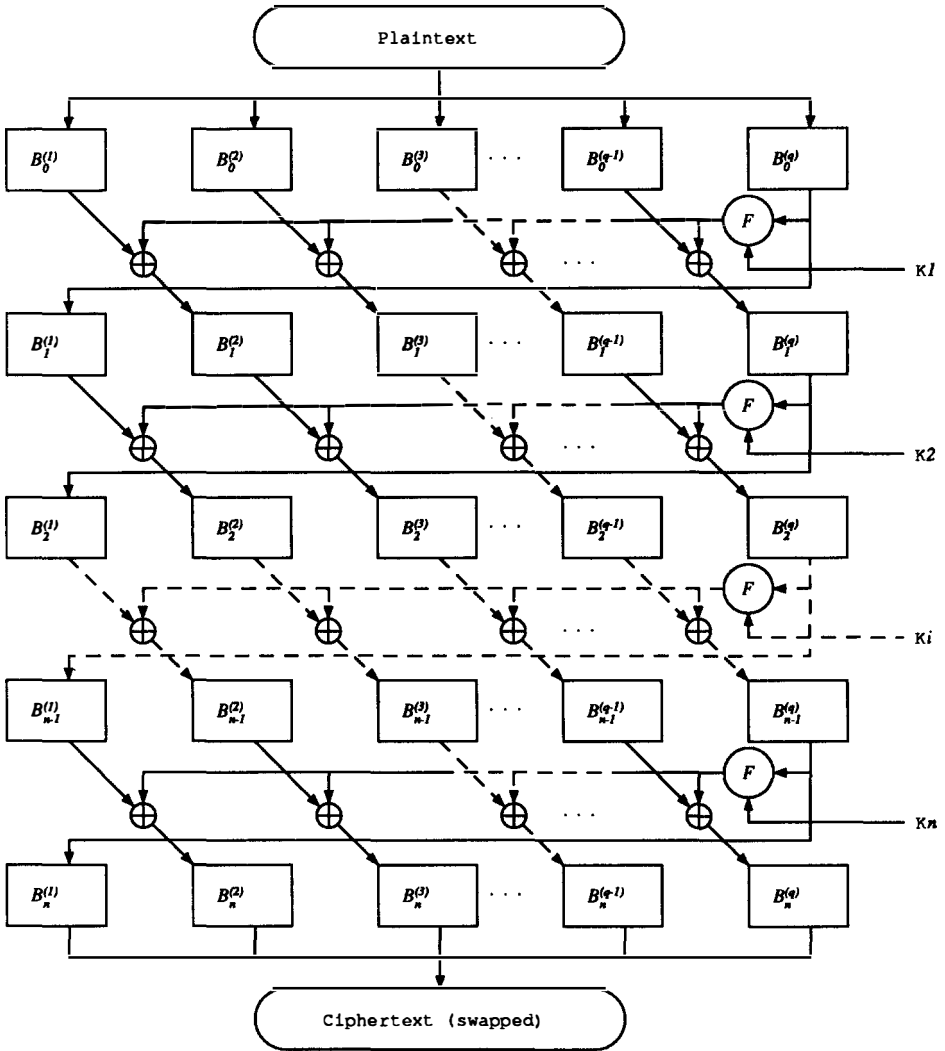 Plaintext
B₀⁽¹⁾ B₀⁽²⁾ B₀⁽³⁾ · · · B₀⁽q⁻¹⁾ B₀⁽q⁾
F
· · ·
K1
B₁⁽¹⁾ B₁⁽²⁾ B₁⁽³⁾ · · · B₁⁽q⁻¹⁾ B₁⁽q⁾
F
· · ·
K2
B₂⁽¹⁾ B₂⁽²⁾ B₂⁽³⁾ · · · B₂⁽q⁻¹⁾ B₂⁽q⁾
F
· · ·
Ki
Bₙ₋₁⁽¹⁾ Bₙ₋₁⁽²⁾ Bₙ₋₁⁽³⁾ · · · Bₙ₋₁⁽q⁻¹⁾ Bₙ₋₁⁽q⁾
F
· · ·
Kn
Bₙ⁽¹⁾ Bₙ⁽²⁾ Bₙ⁽³⁾ · · · Bₙ⁽q⁻¹⁾ Bₙ⁽q⁾
Ciphertext (swapped)